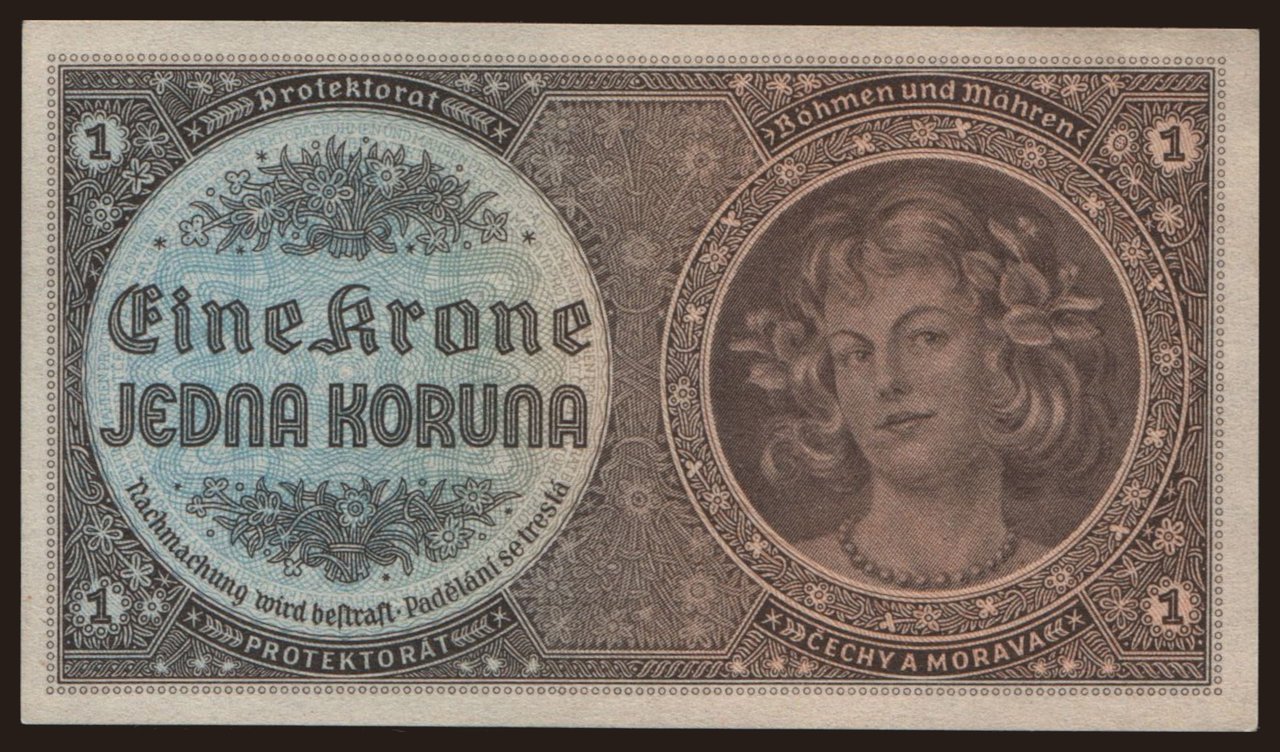 Protektorat
Böhmen und Mähren
1
1
Eine Krone
JEDNA KORUNA
Nachmachung wird bestraft · Padělání se trestá
1
1
PROTEKTORÁT
ČECHY A MORAVA